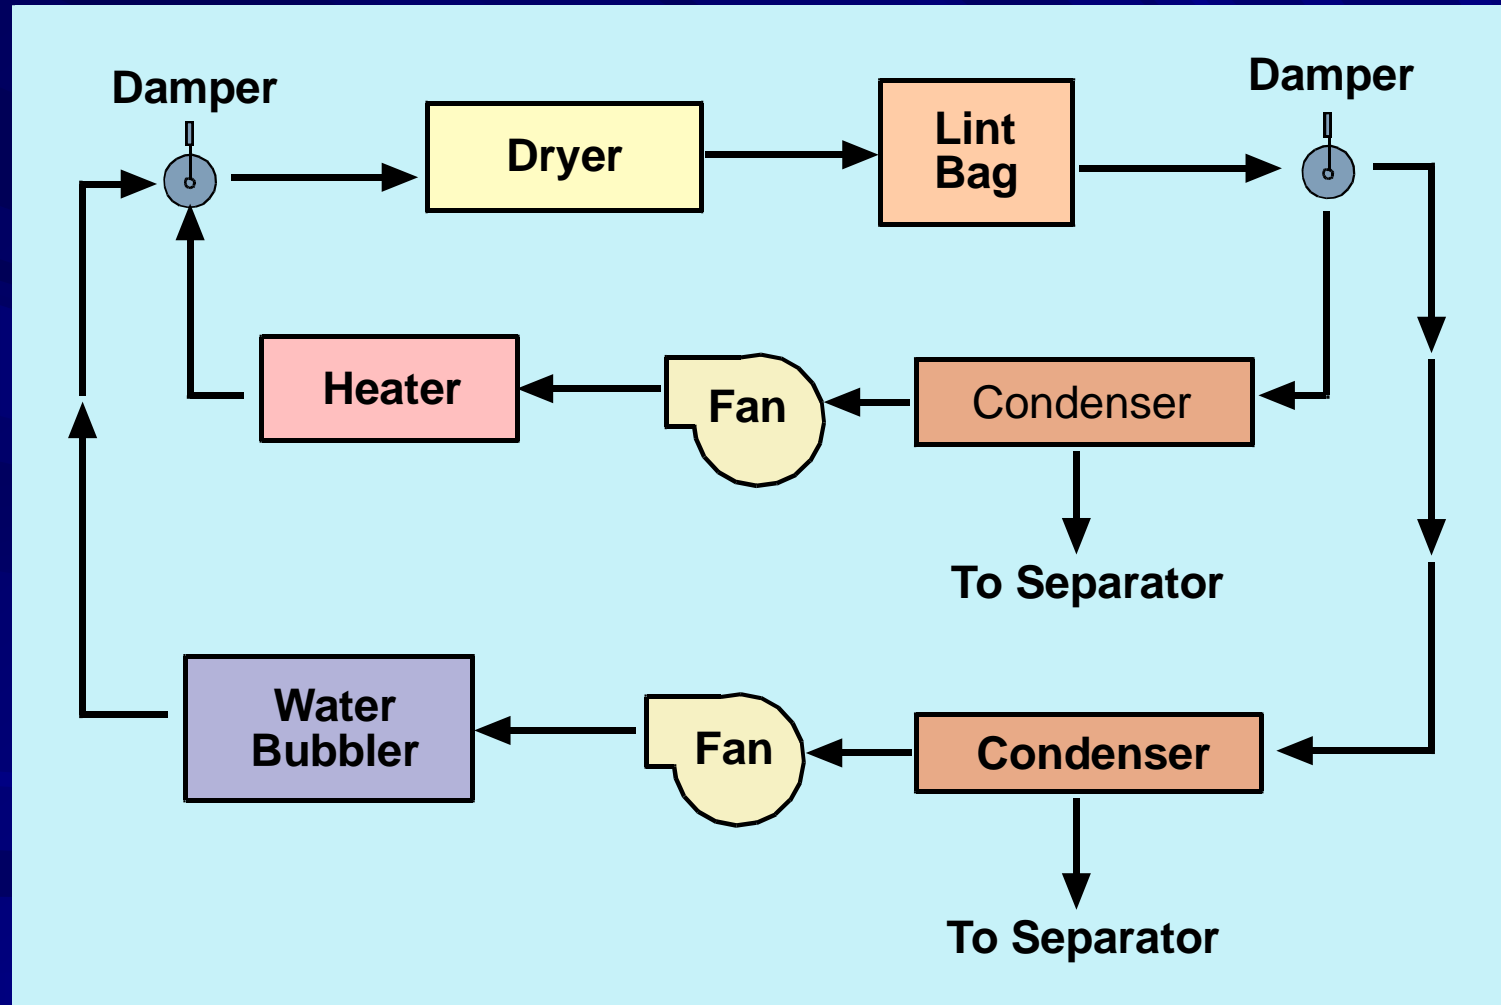 Damper
Damper
Dryer
Lint
Bag
Heater
Fan
Condenser
To Separator
Water
Bubbler
Fan
Condenser
To Separator